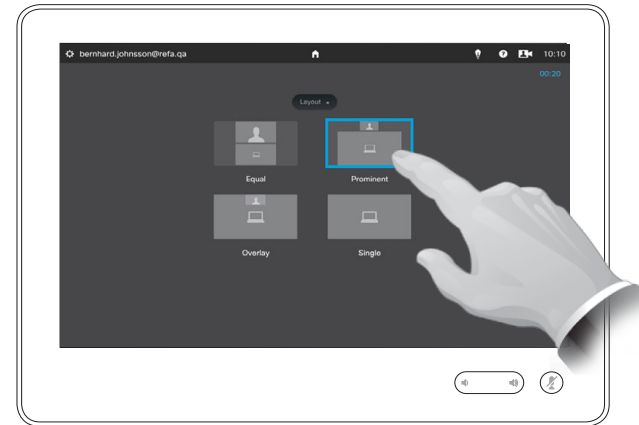 bernhard.johnsson@refa.qa 10:10
00:20
Layout
Equal Prominent
Overlay Single